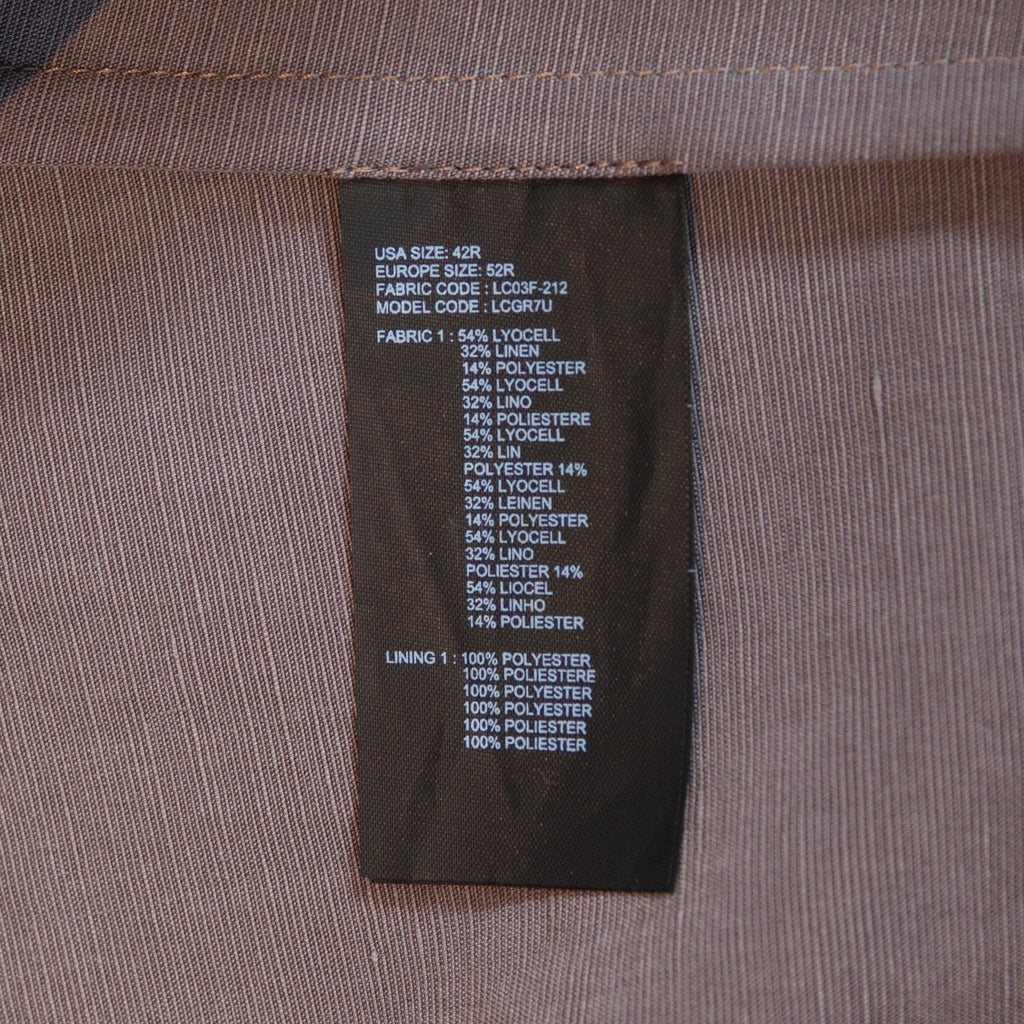 USA SIZE: 42R
EUROPE SIZE: 52R
FABRIC CODE : LC03F-212
MODEL CODE : LCGR7U
FABRIC 1 : 54% LYOCELL
32% LINEN
14% POLYESTER
54% LYOCELL
32% LINO
14% POLIESTERE
54% LYOCELL
32% LIN
POLYESTER 14%
54% LYOCELL
32% LEINEN
14% POLYESTER
54% LYOCELL
32% LINO
POLIESTER 14%
54% LIOCEL
32% LINHO
14% POLIESTER
LINING 1 : 100% POLYESTER
100% POLIESTERE
100% POLYESTER
100% POLYESTER
100% POLIESTER
100% POLIESTER